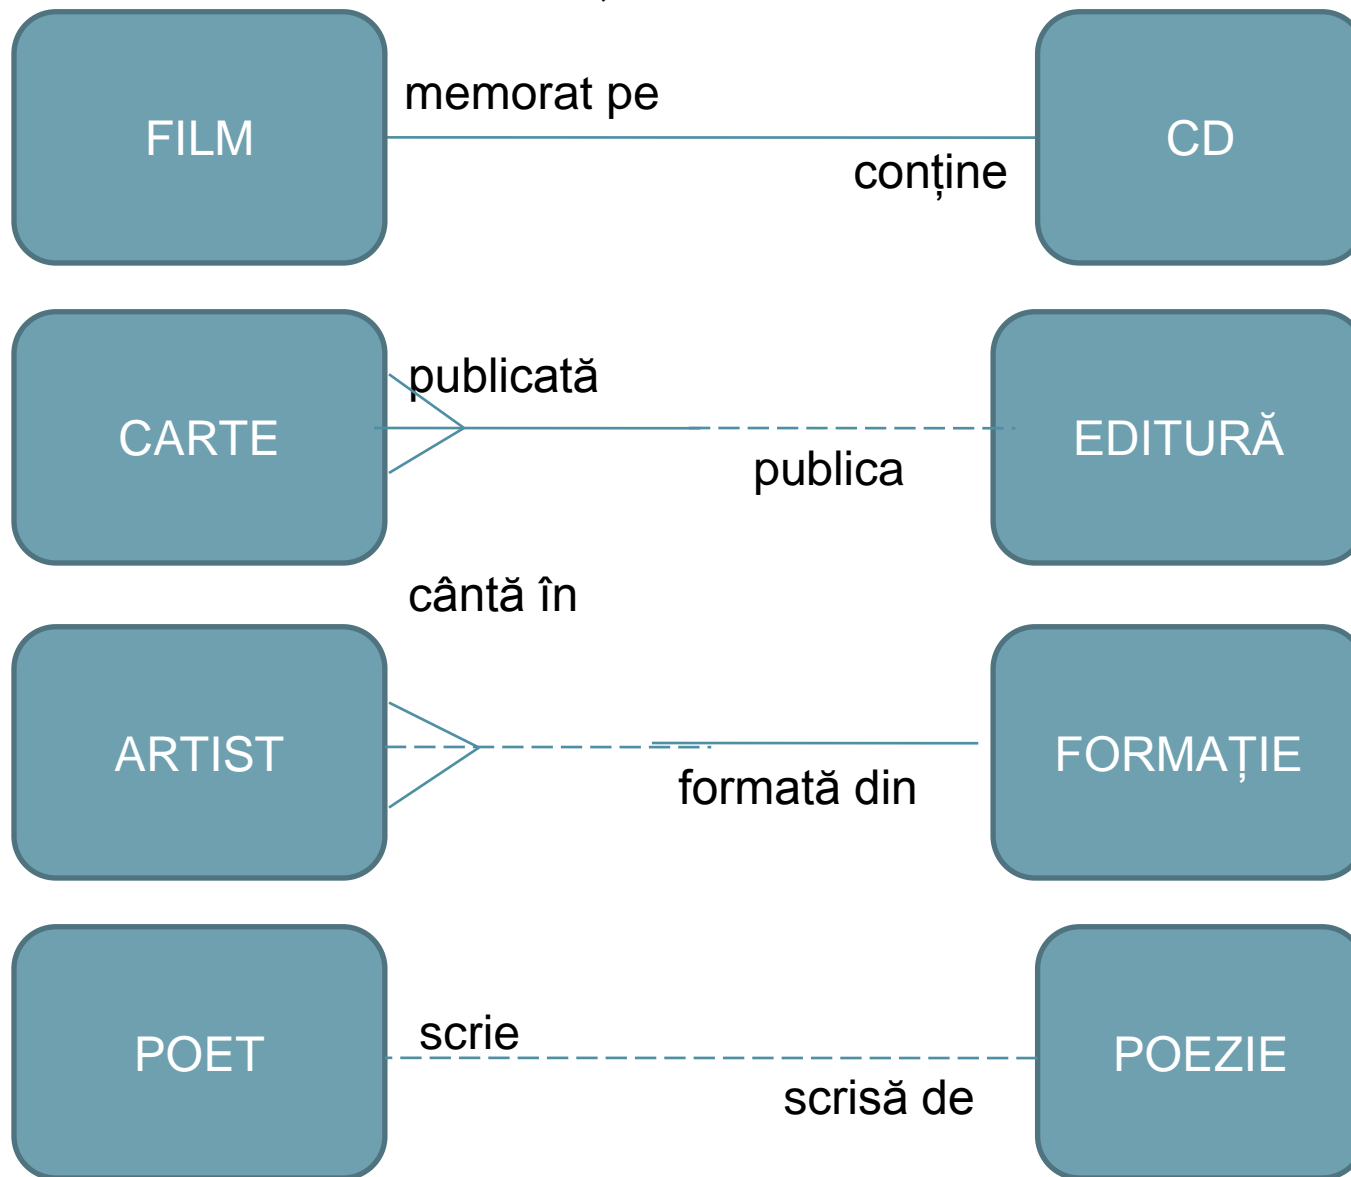 memorat pe
FILM
CD
conține
publicată
CARTE
EDITURĂ
publica
cântă în
ARTIST
FORMAȚIE
formată din
scrie
POET
POEZIE
scrisă de